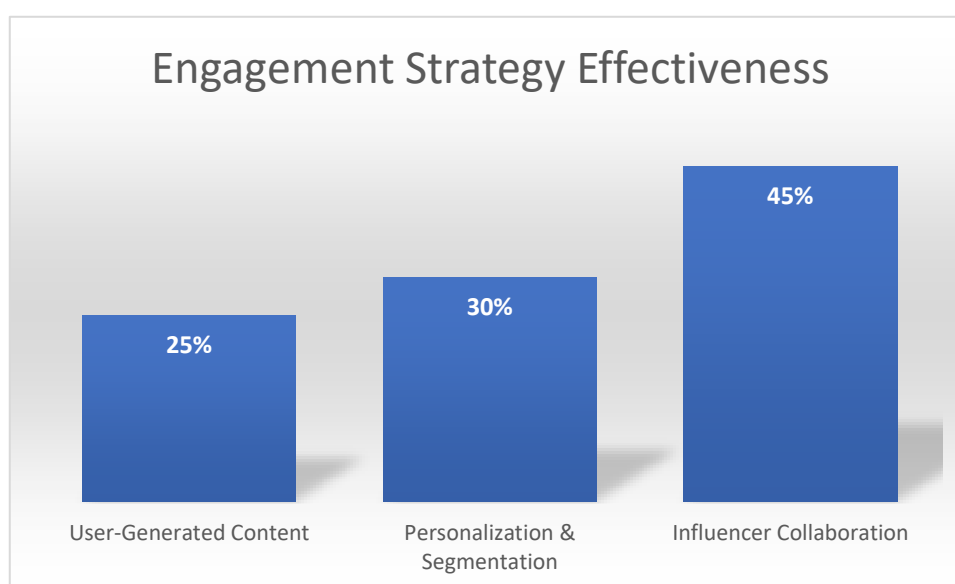 Engagement Strategy Effectiveness
45%
30%
25%
User-Generated Content
Personalization &
Segmentation
Influencer Collaboration